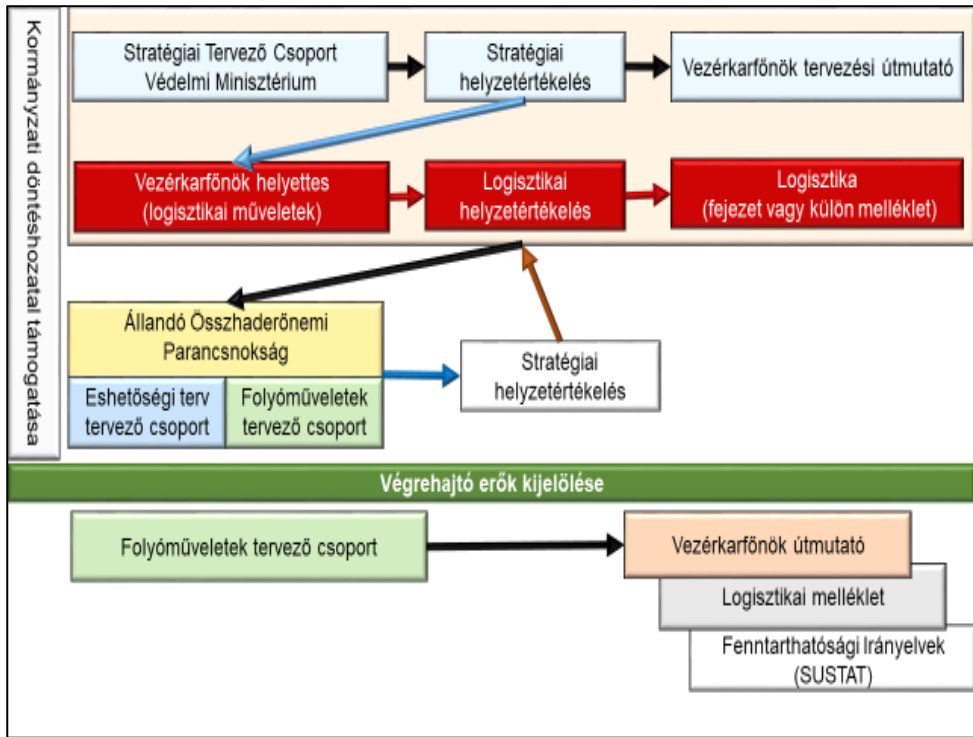 Kormányzati döntéshozatal támogatása
Stratégiai Tervező Csoport
Védelmi Minisztérium
Stratégiai
helyzetértékelés
Vezérkarfőnök tervezési útmutató
Vezérkarfőnök helyettes
(logisztikai műveletek)
Logisztikai
helyzetértékelés
Logisztika
(fejezet vagy külön melléklet)
Állandó Összhaderőnemi
Parancsnokság
Eshetőségi terv
tervező csoport
Folyóműveletek
tervező csoport
Stratégiai
helyzetértékelés
Végrehajtó erők kijelölése
Folyóműveletek tervező csoport
Vezérkarfőnök útmutató
Logisztikai melléklet
Fenntarthatósági Irányelvek
(SUSTAT)